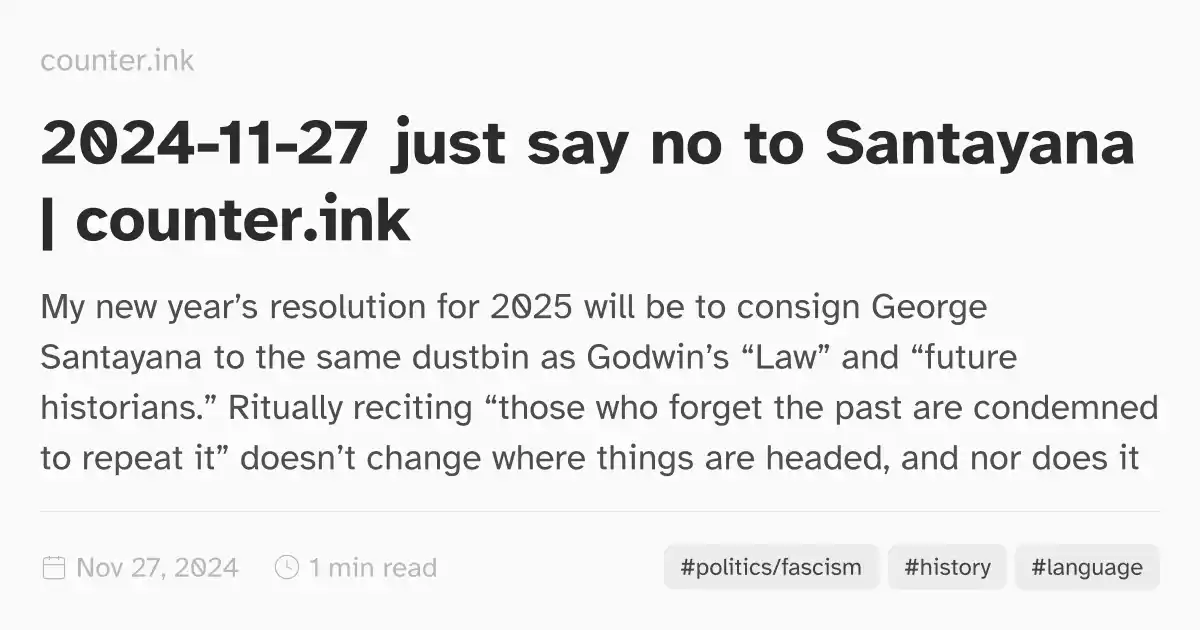 counter.ink
2024-11-27 just say no to Santayana
| counter.ink
My new year’s resolution for 2025 will be to consign George
Santayana to the same dustbin as Godwin’s “Law” and “future
historians.” Ritually reciting “those who forget the past are condemned
to repeat it” doesn’t change where things are headed, and nor does it
Nov 27, 2024 1 min read #politics/fascism #history #language